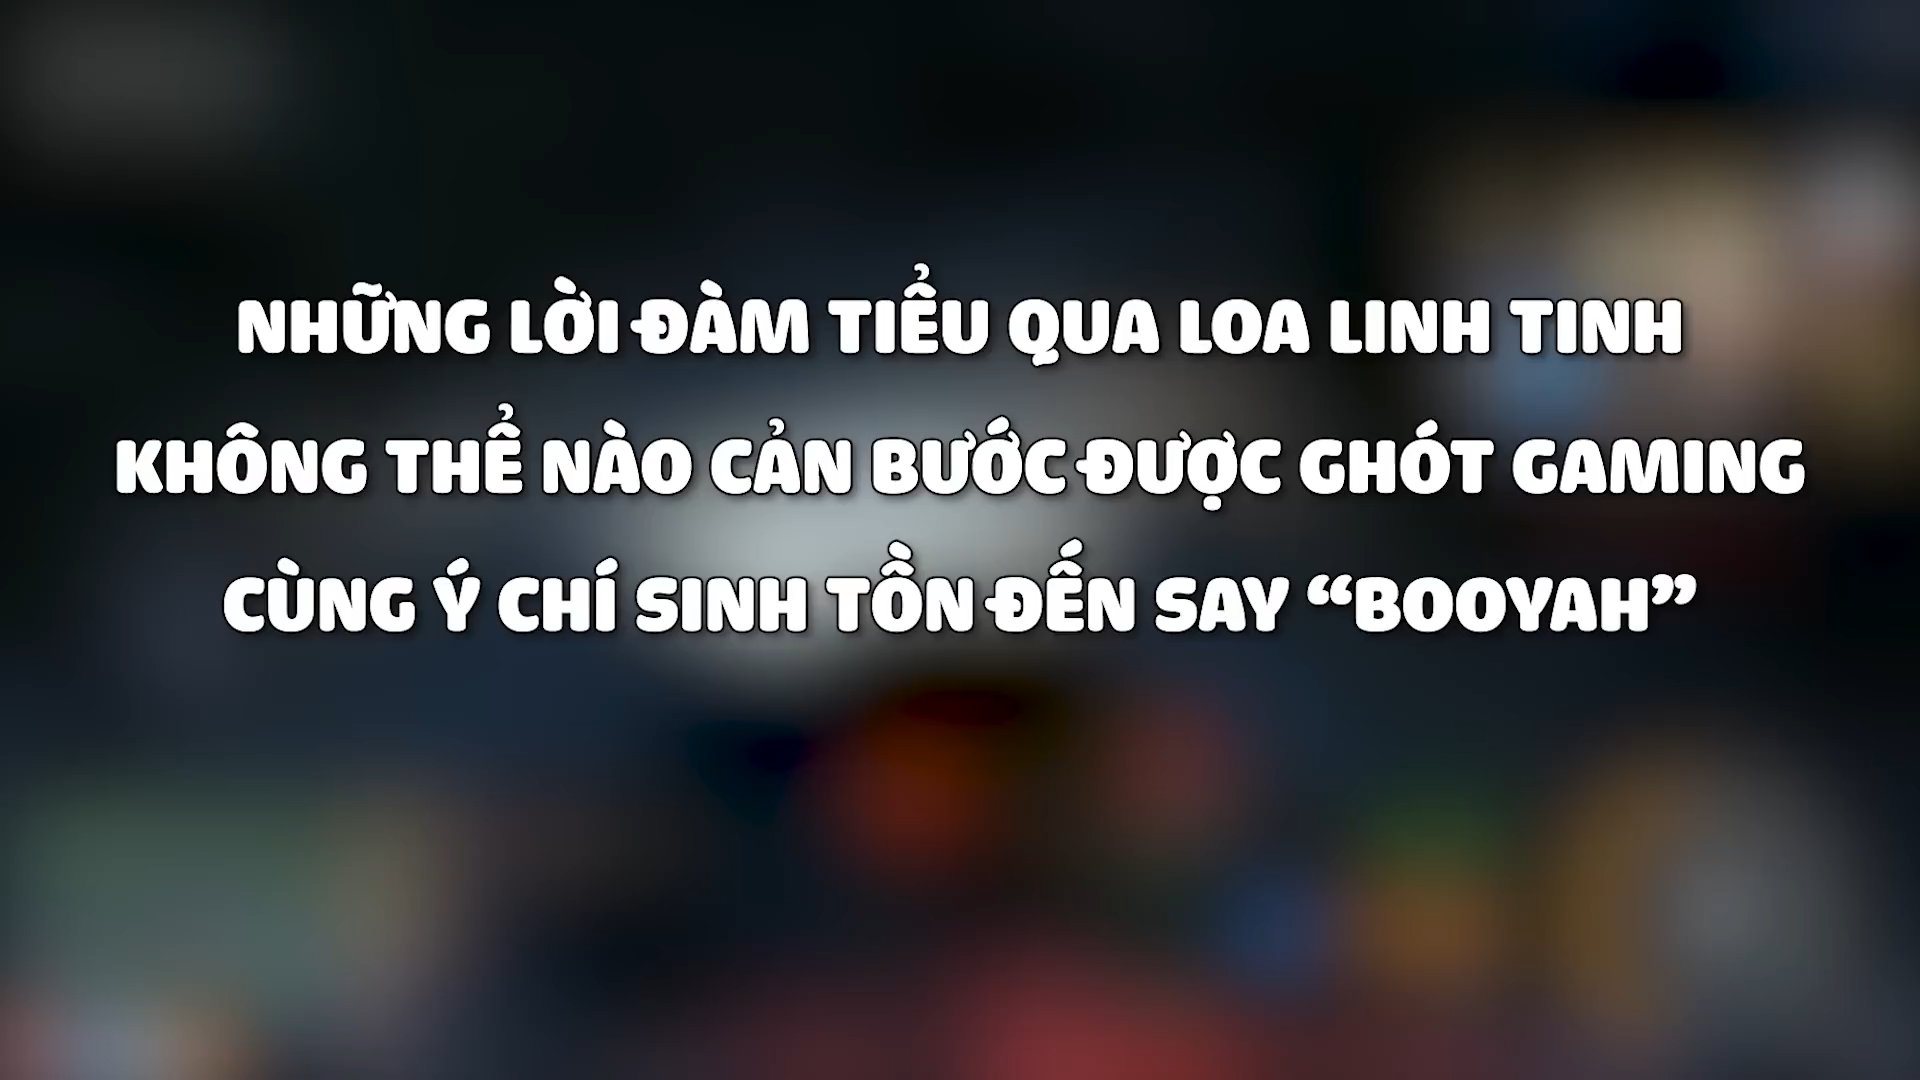 NHỮNG LỜI ĐÀM TIỂU QUA LOA LINH TINH
KHÔNG THỂ NÀO CẢN BƯỚC ĐƯỢC GHÓT GAMING
CÙNG Ý CHÍ SINH TỒN ĐẾN SAY “BOOYAH”